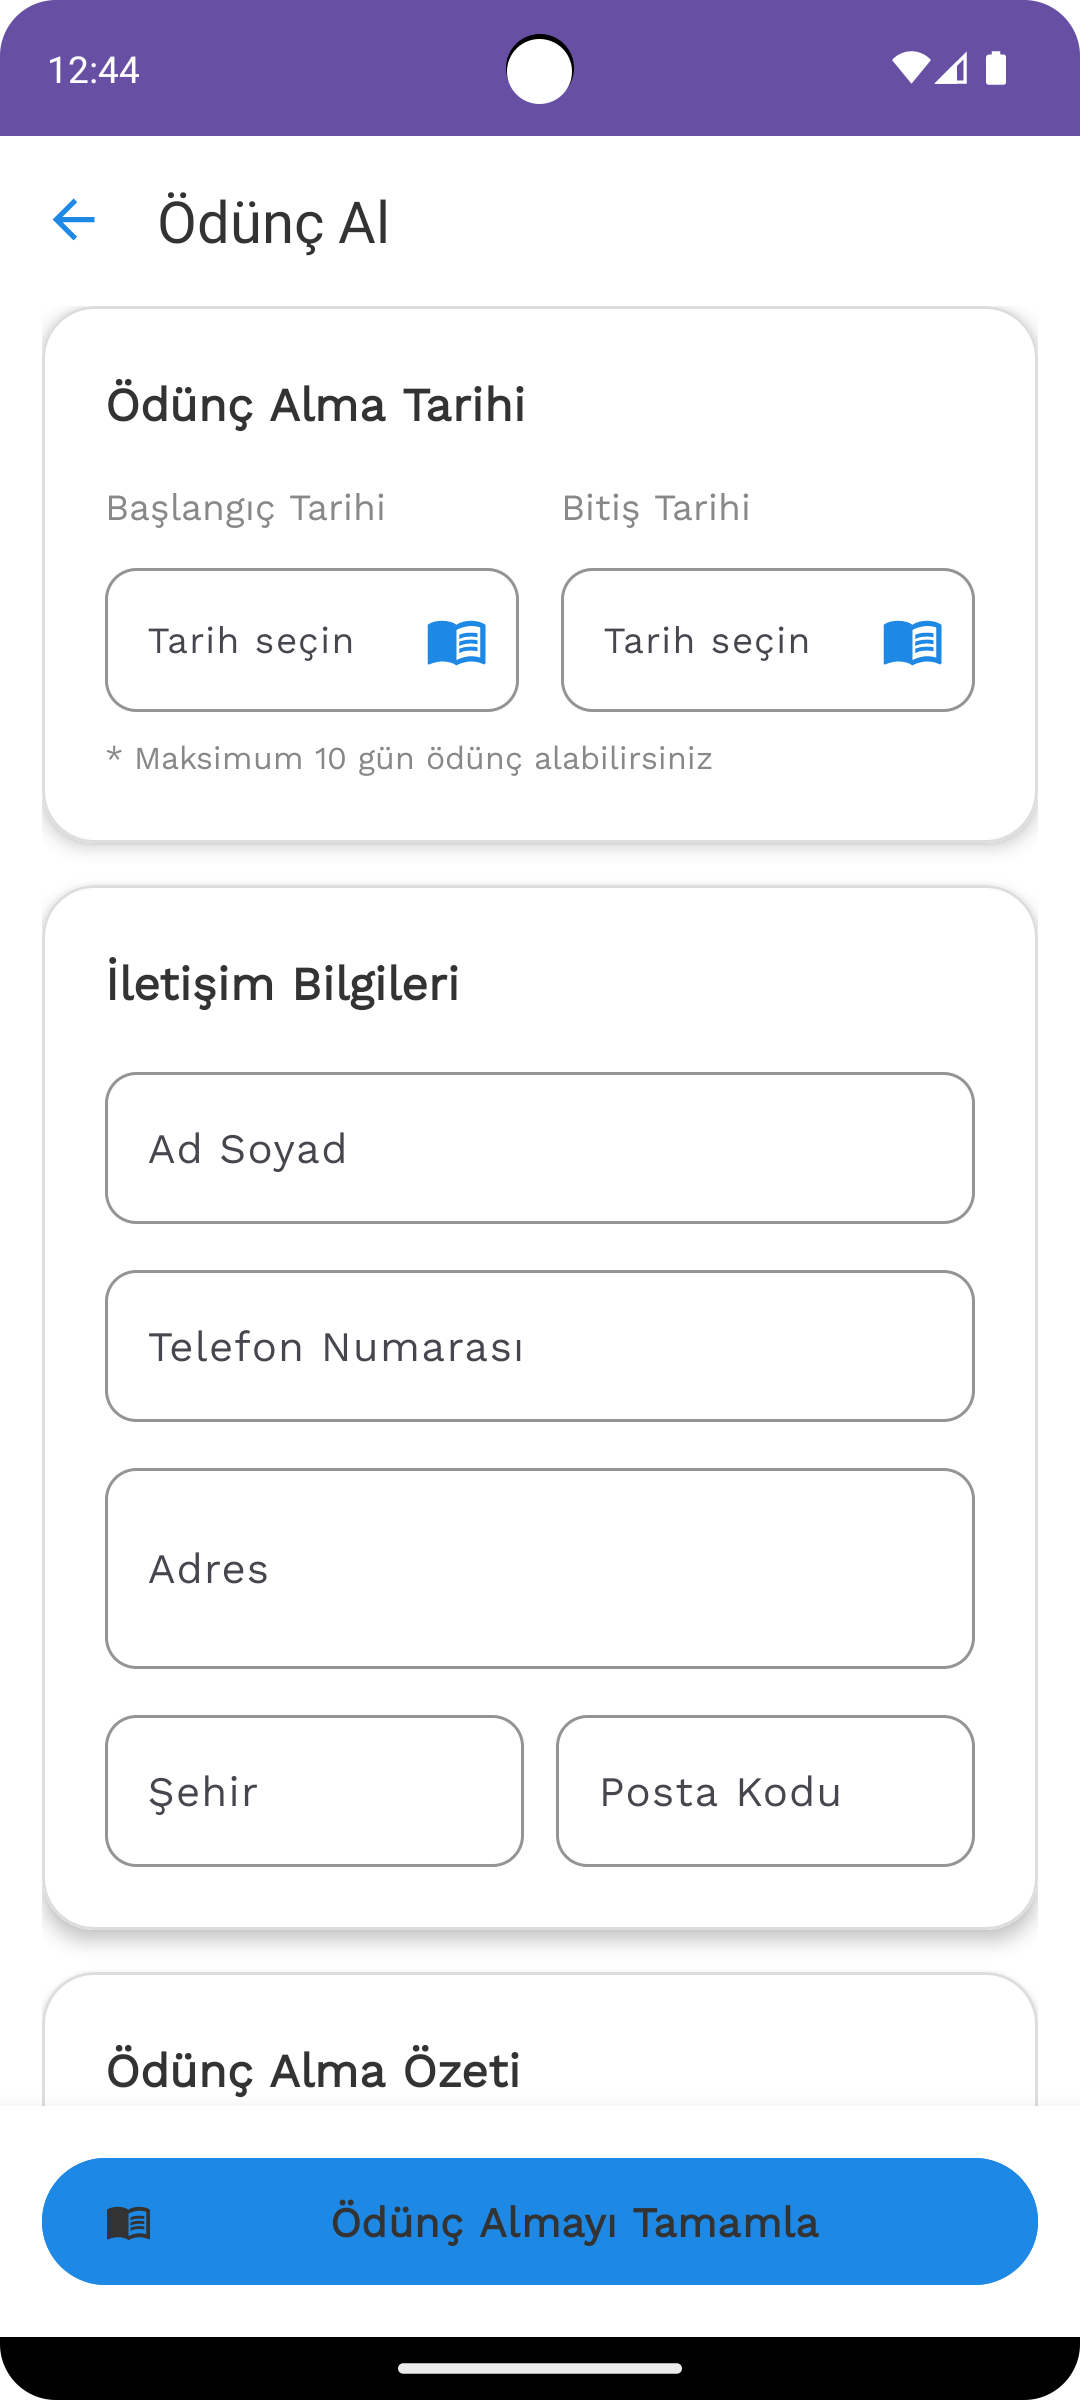 12:44
Ödünç Al
Ödünç Alma Tarihi
Başlangıç Tarihi
Bitiş Tarihi
Tarih seçin
Tarih seçin
* Maksimum 10 gün ödünç alabilirsiniz
İletişim Bilgileri
Ad Soyad
Telefon Numarası
Adres
Şehir
Posta Kodu
Ödünç Alma Özeti
Ödünç Almayı Tamamla